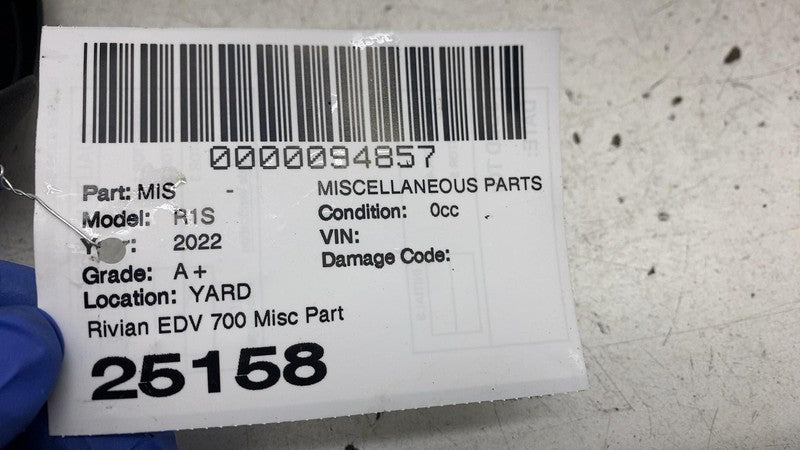 0000094857
Part: MIS - MISCELLANEOUS PARTS
Model: R1S Condition: 0cc
2022 VIN:
Grade: A+ Damage Code:
Location: YARD
Rivian EDV 700 Misc Part
25158